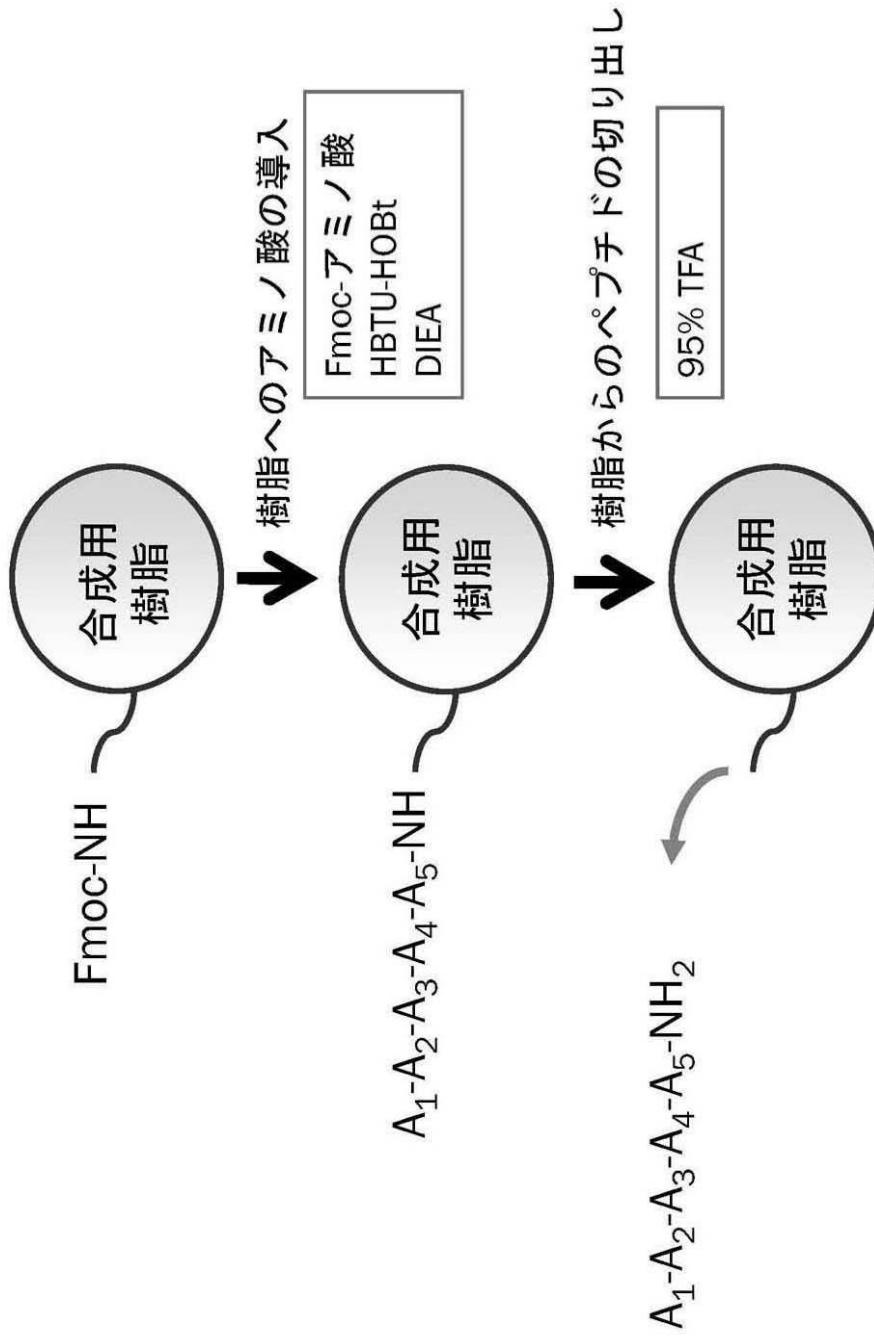 Fmoc-NH
合成用
樹脂
樹脂へのアミノ酸の導入
Fmoc-アミノ酸
HBTU-HOBt
DIEA
A₁-A₂-A₃-A₄-A₅-NH
合成用
樹脂
樹脂からのペプチドの切り出し
95% TFA
A₁-A₂-A₃-A₄-A₅-NH₂
合成用
樹脂